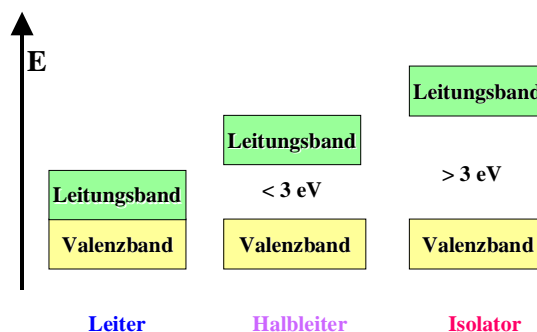 E
Leitungsband
Leitungsband
Leitungsband
< 3 eV
> 3 eV
Valenzband
Valenzband
Valenzband
Leiter
Halbleiter
Isolator